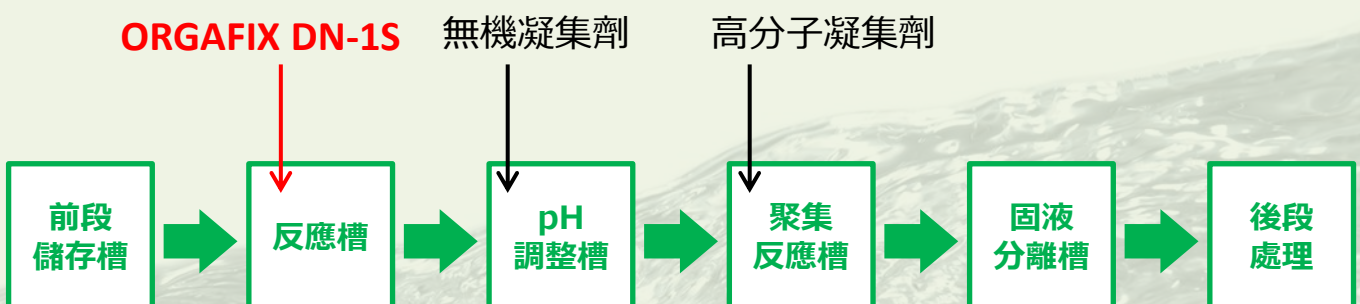 ORGAFIX DN-1S 無機凝集劑 高分子凝集劑
前段
儲存槽
反應槽
pH
調整槽
聚集
反應槽
固液
分離槽
後段
處理